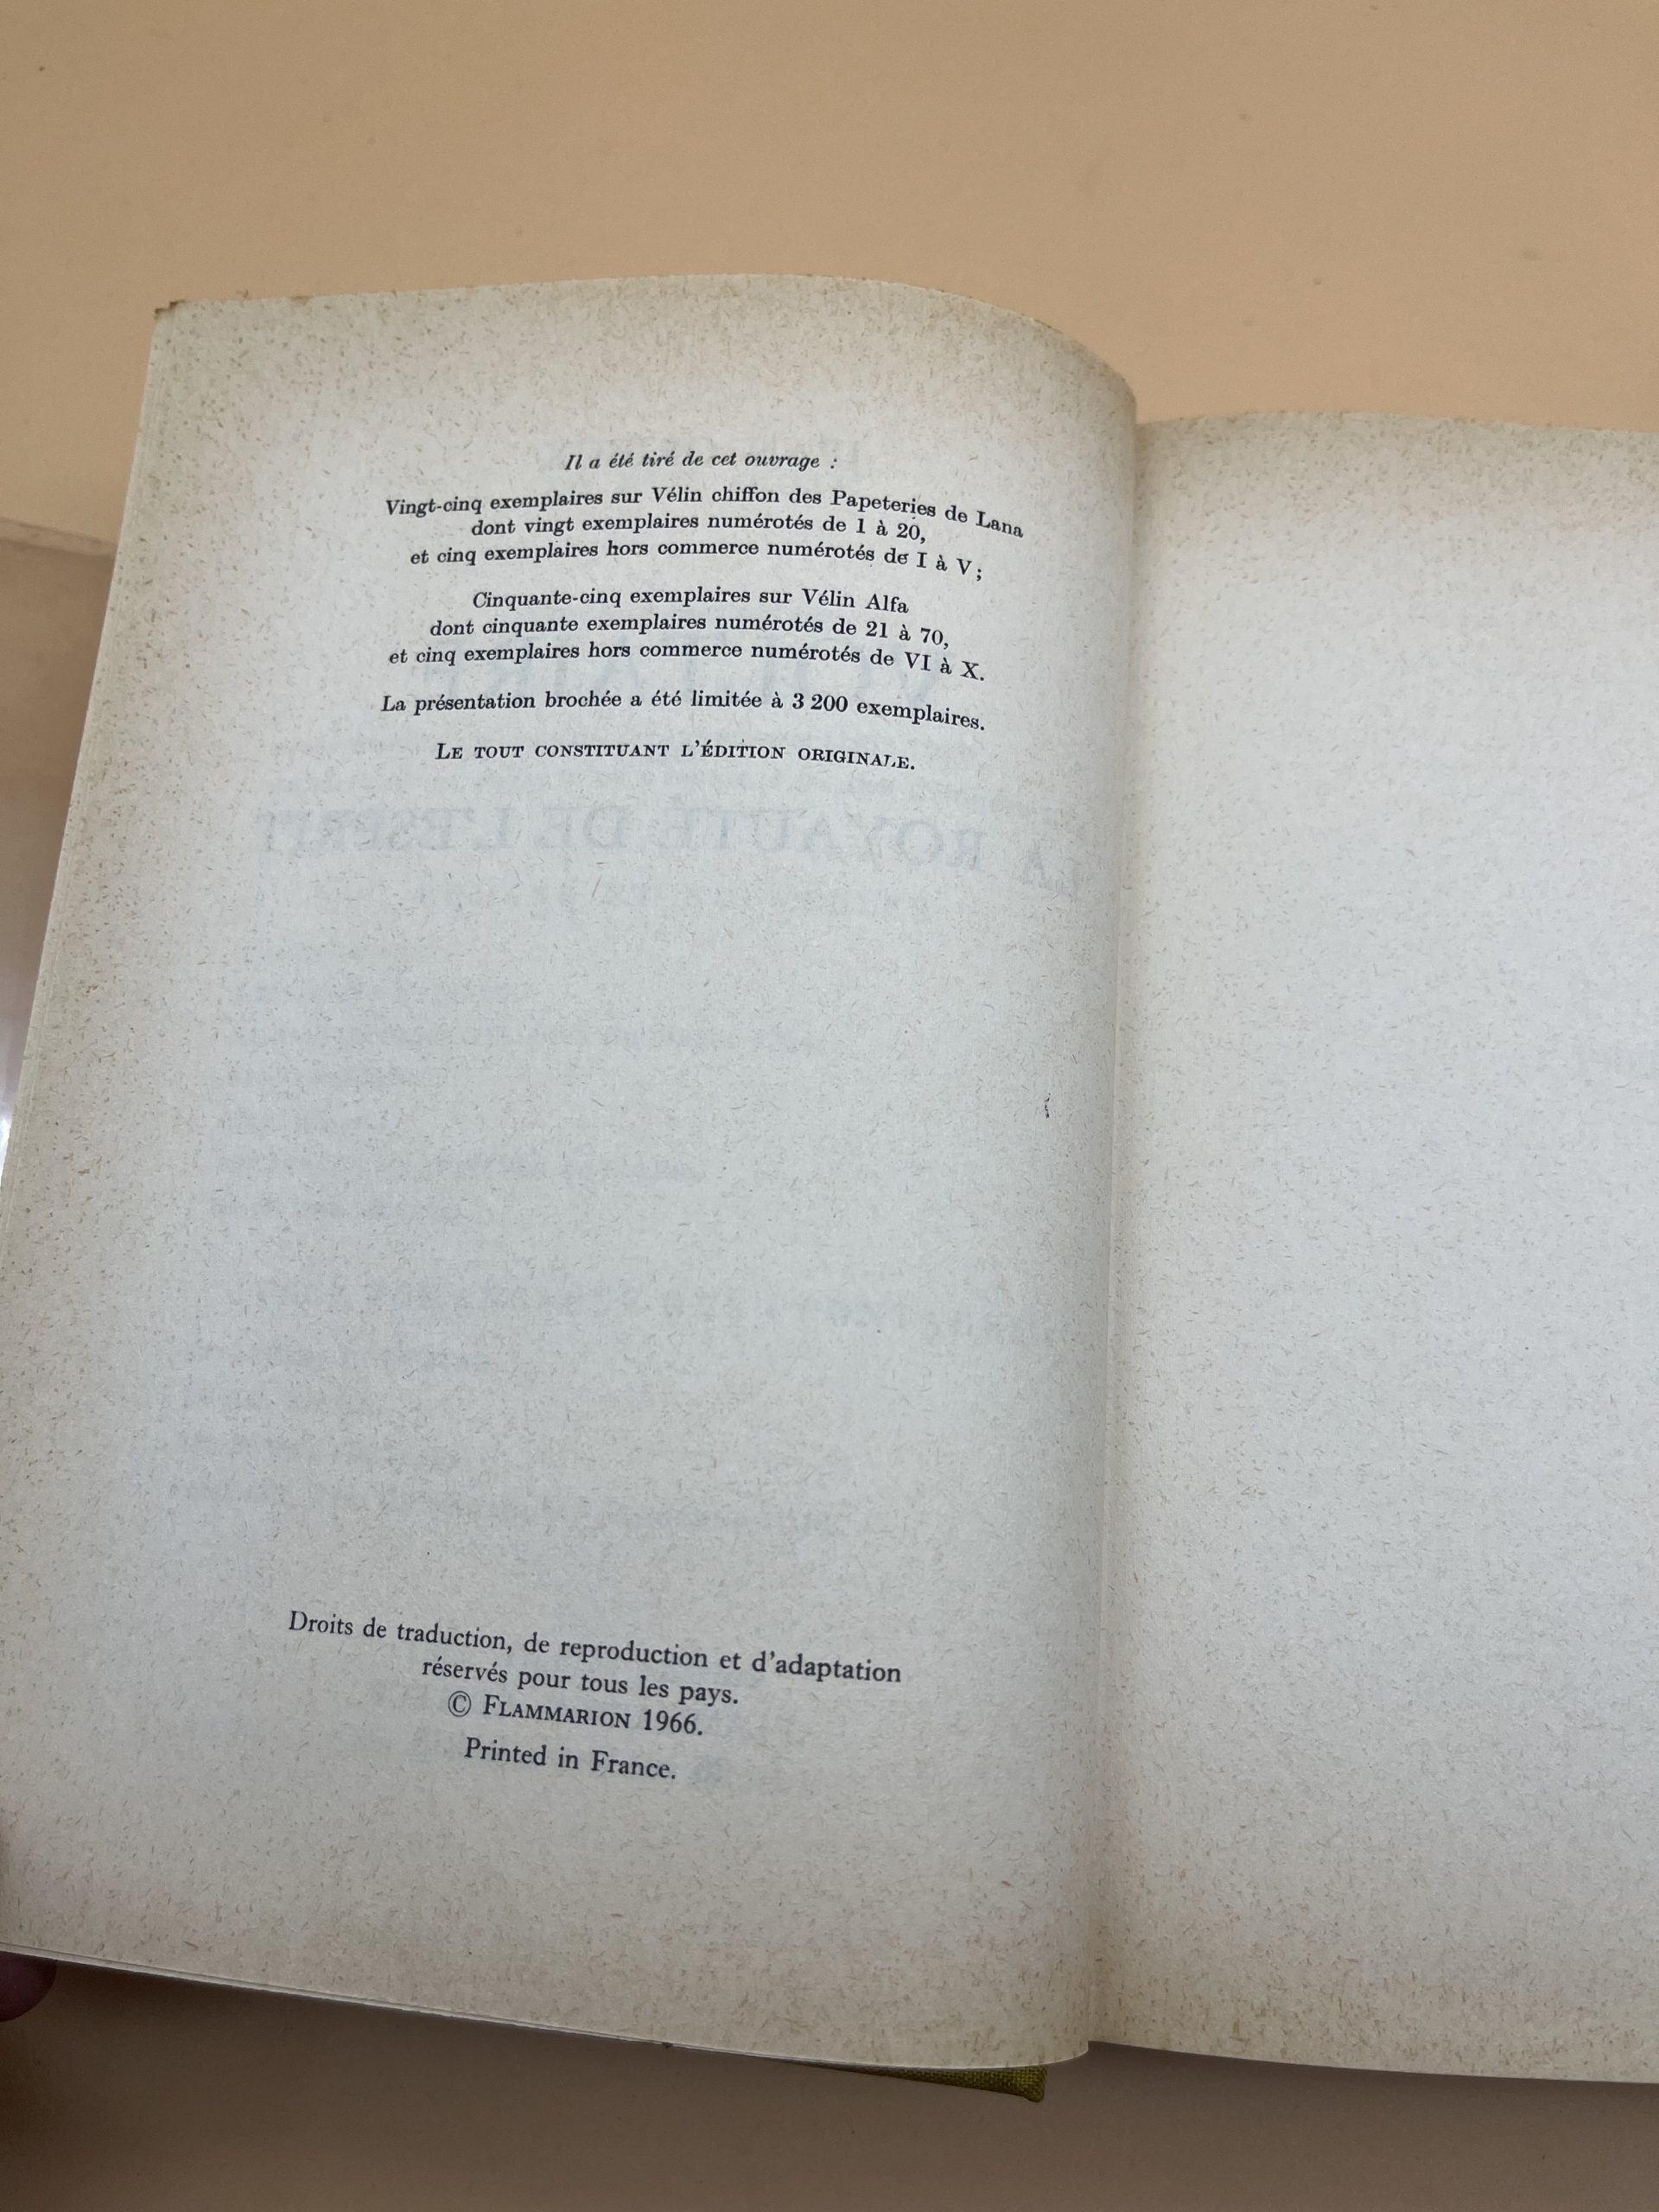 Il a été tiré de cet ouvrage :
Vingt-cinq exemplaires sur Vélin chiffon des Papeteries de Lana
dont vingt exemplaires numérotés de 1 à 20,
et cinq exemplaires hors commerce numérotés de I à V ;
Cinquante-cinq exemplaires sur Vélin Alfa
dont cinquante exemplaires numérotés de 21 à 70,
et cinq exemplaires hors commerce numérotés de VI à X.
La présentation brochée a été limitée à 3 200 exemplaires.
LE TOUT CONSTITUANT L'ÉDITION ORIGINALE.
LA ROYAUTÉ DE L'ESPRIT
Droits de traduction, de reproduction et d'adaptation
réservés pour tous les pays.
© FLAMMARION 1966.
Printed in France.